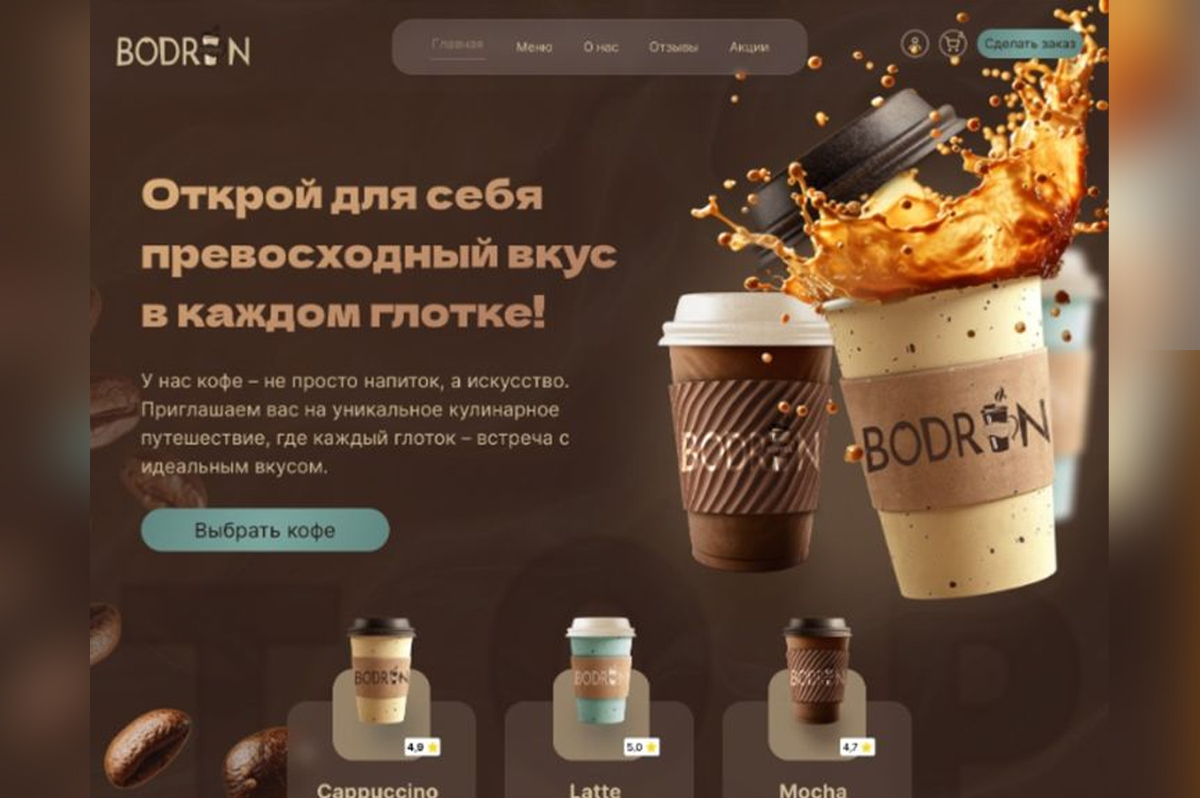 BODRON
Главная Меню О нас Отзывы Акции
Сделать заказ
Открой для себя
превосходный вкус
в каждом глотке!
У нас кофе – не просто напиток, а искусство.
Приглашаем вас на уникальное кулинарное
путешествие, где каждый глоток – встреча с
идеальным вкусом.
Выбрать кофе
BODRON
BODRON
TOP
BODRON
BODRON
BODRON
4,9
5.0
4,7
Cappuccino
Latte
Mocha